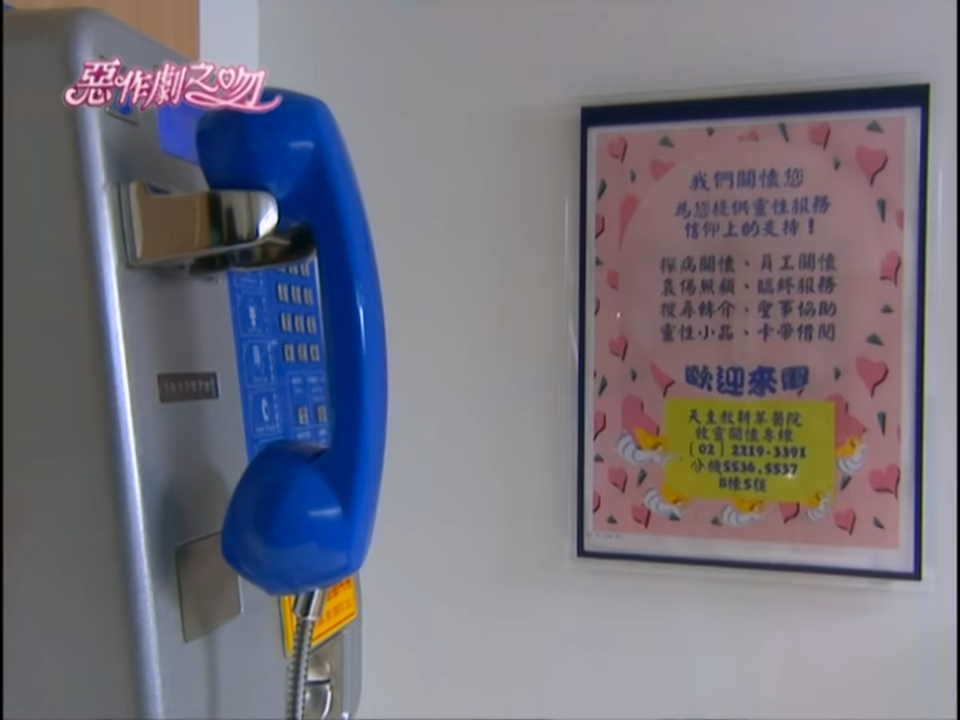 惡作劇之吻
我們關懷您
為您提供靈性服務
信仰上的支持！
探病關懷、員工關懷
哀傷照顧、臨終服務
搜尋轉介、聖事協助
靈性小品、卡帶借閱
歡迎來電
天主教耕莘醫院
牧靈關懷專線
(02) 2219-3391
分機5536,5537
B棟5樓